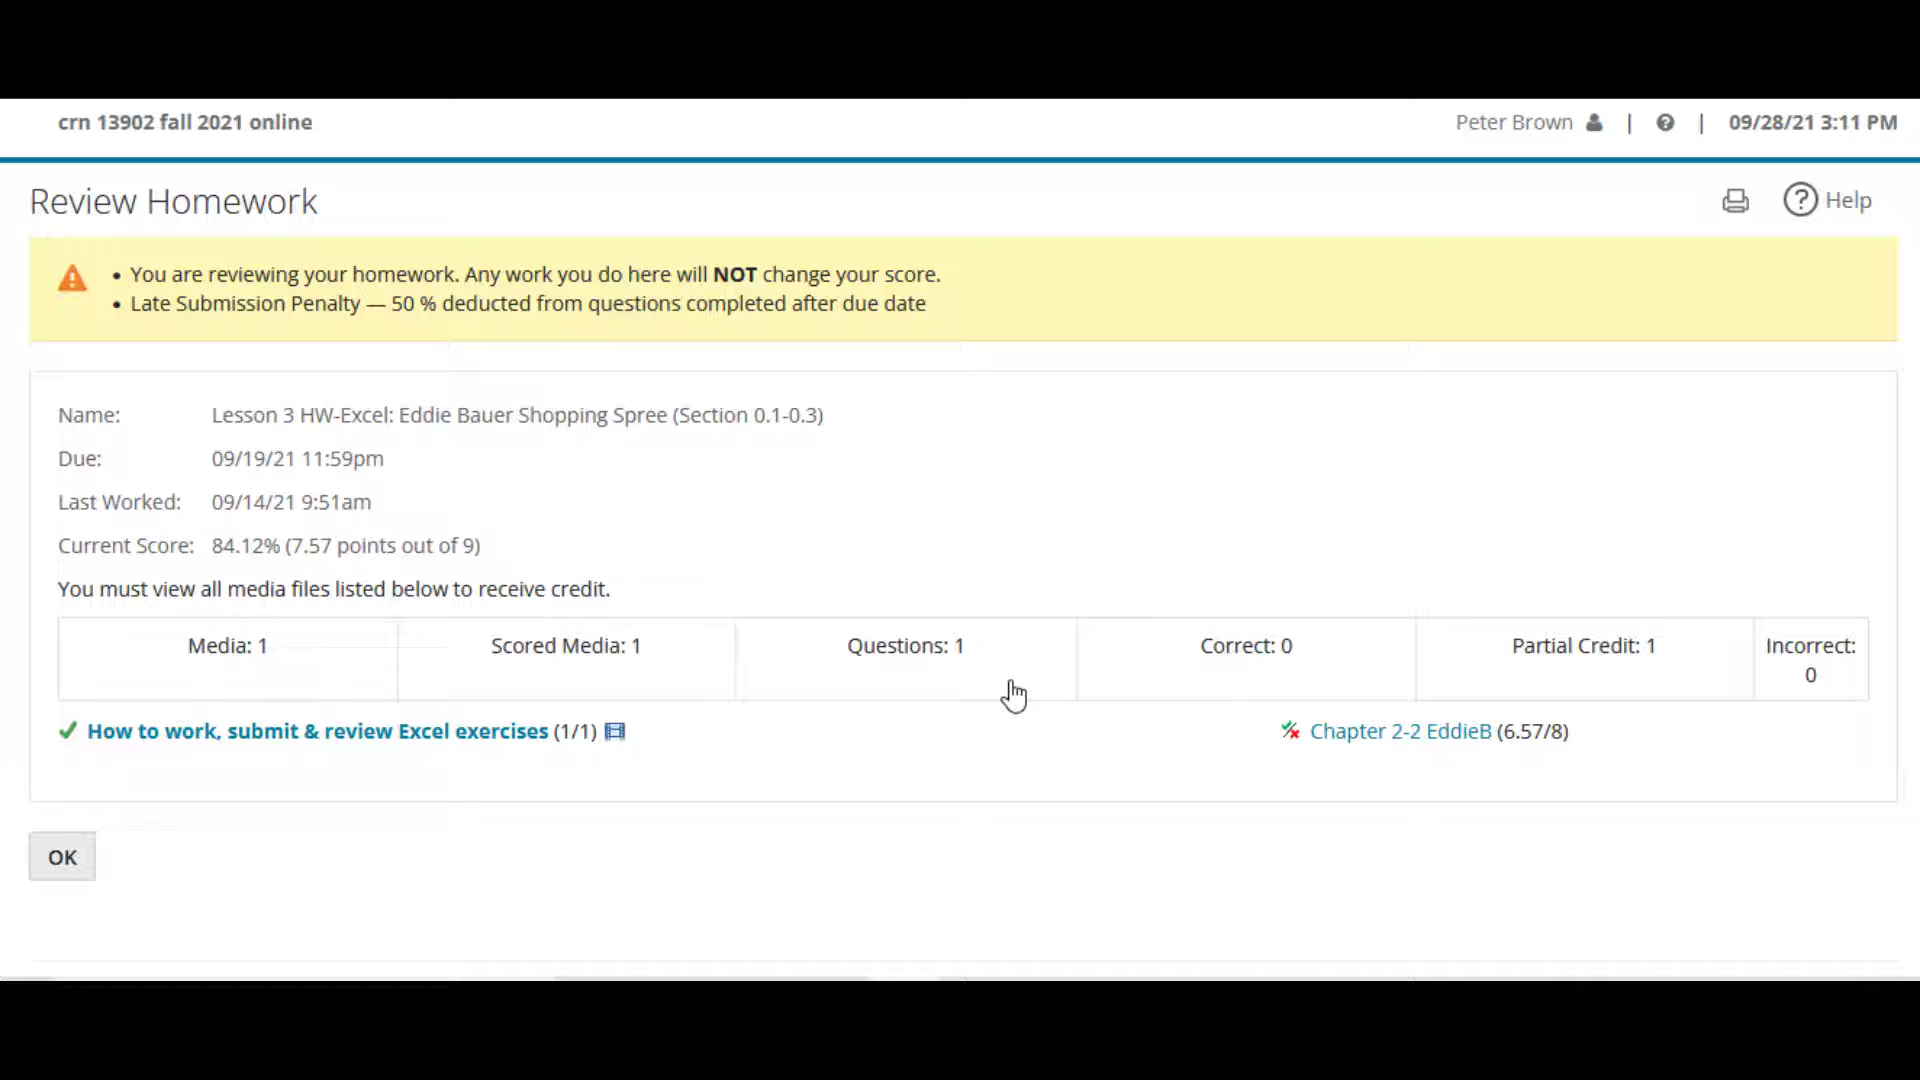 crn 13902 fall 2021 online
Peter Brown | | 09/28/21 3:11 PM
Review Homework
Help
• You are reviewing your homework. Any work you do here will NOT change your score.
• Late Submission Penalty — 50 % deducted from questions completed after due date
Name: Lesson 3 HW-Excel: Eddie Bauer Shopping Spree (Section 0.1-0.3)
Due: 09/19/21 11:59pm
Last Worked: 09/14/21 9:51am
Current Score: 84.12% (7.57 points out of 9)
You must view all media files listed below to receive credit.
Media: 1
Scored Media: 1
Questions: 1
Correct: 0
Partial Credit: 1
Incorrect:
0
How to work, submit & review Excel exercises (1/1)
Chapter 2-2 EddieB (6.57/8)
OK